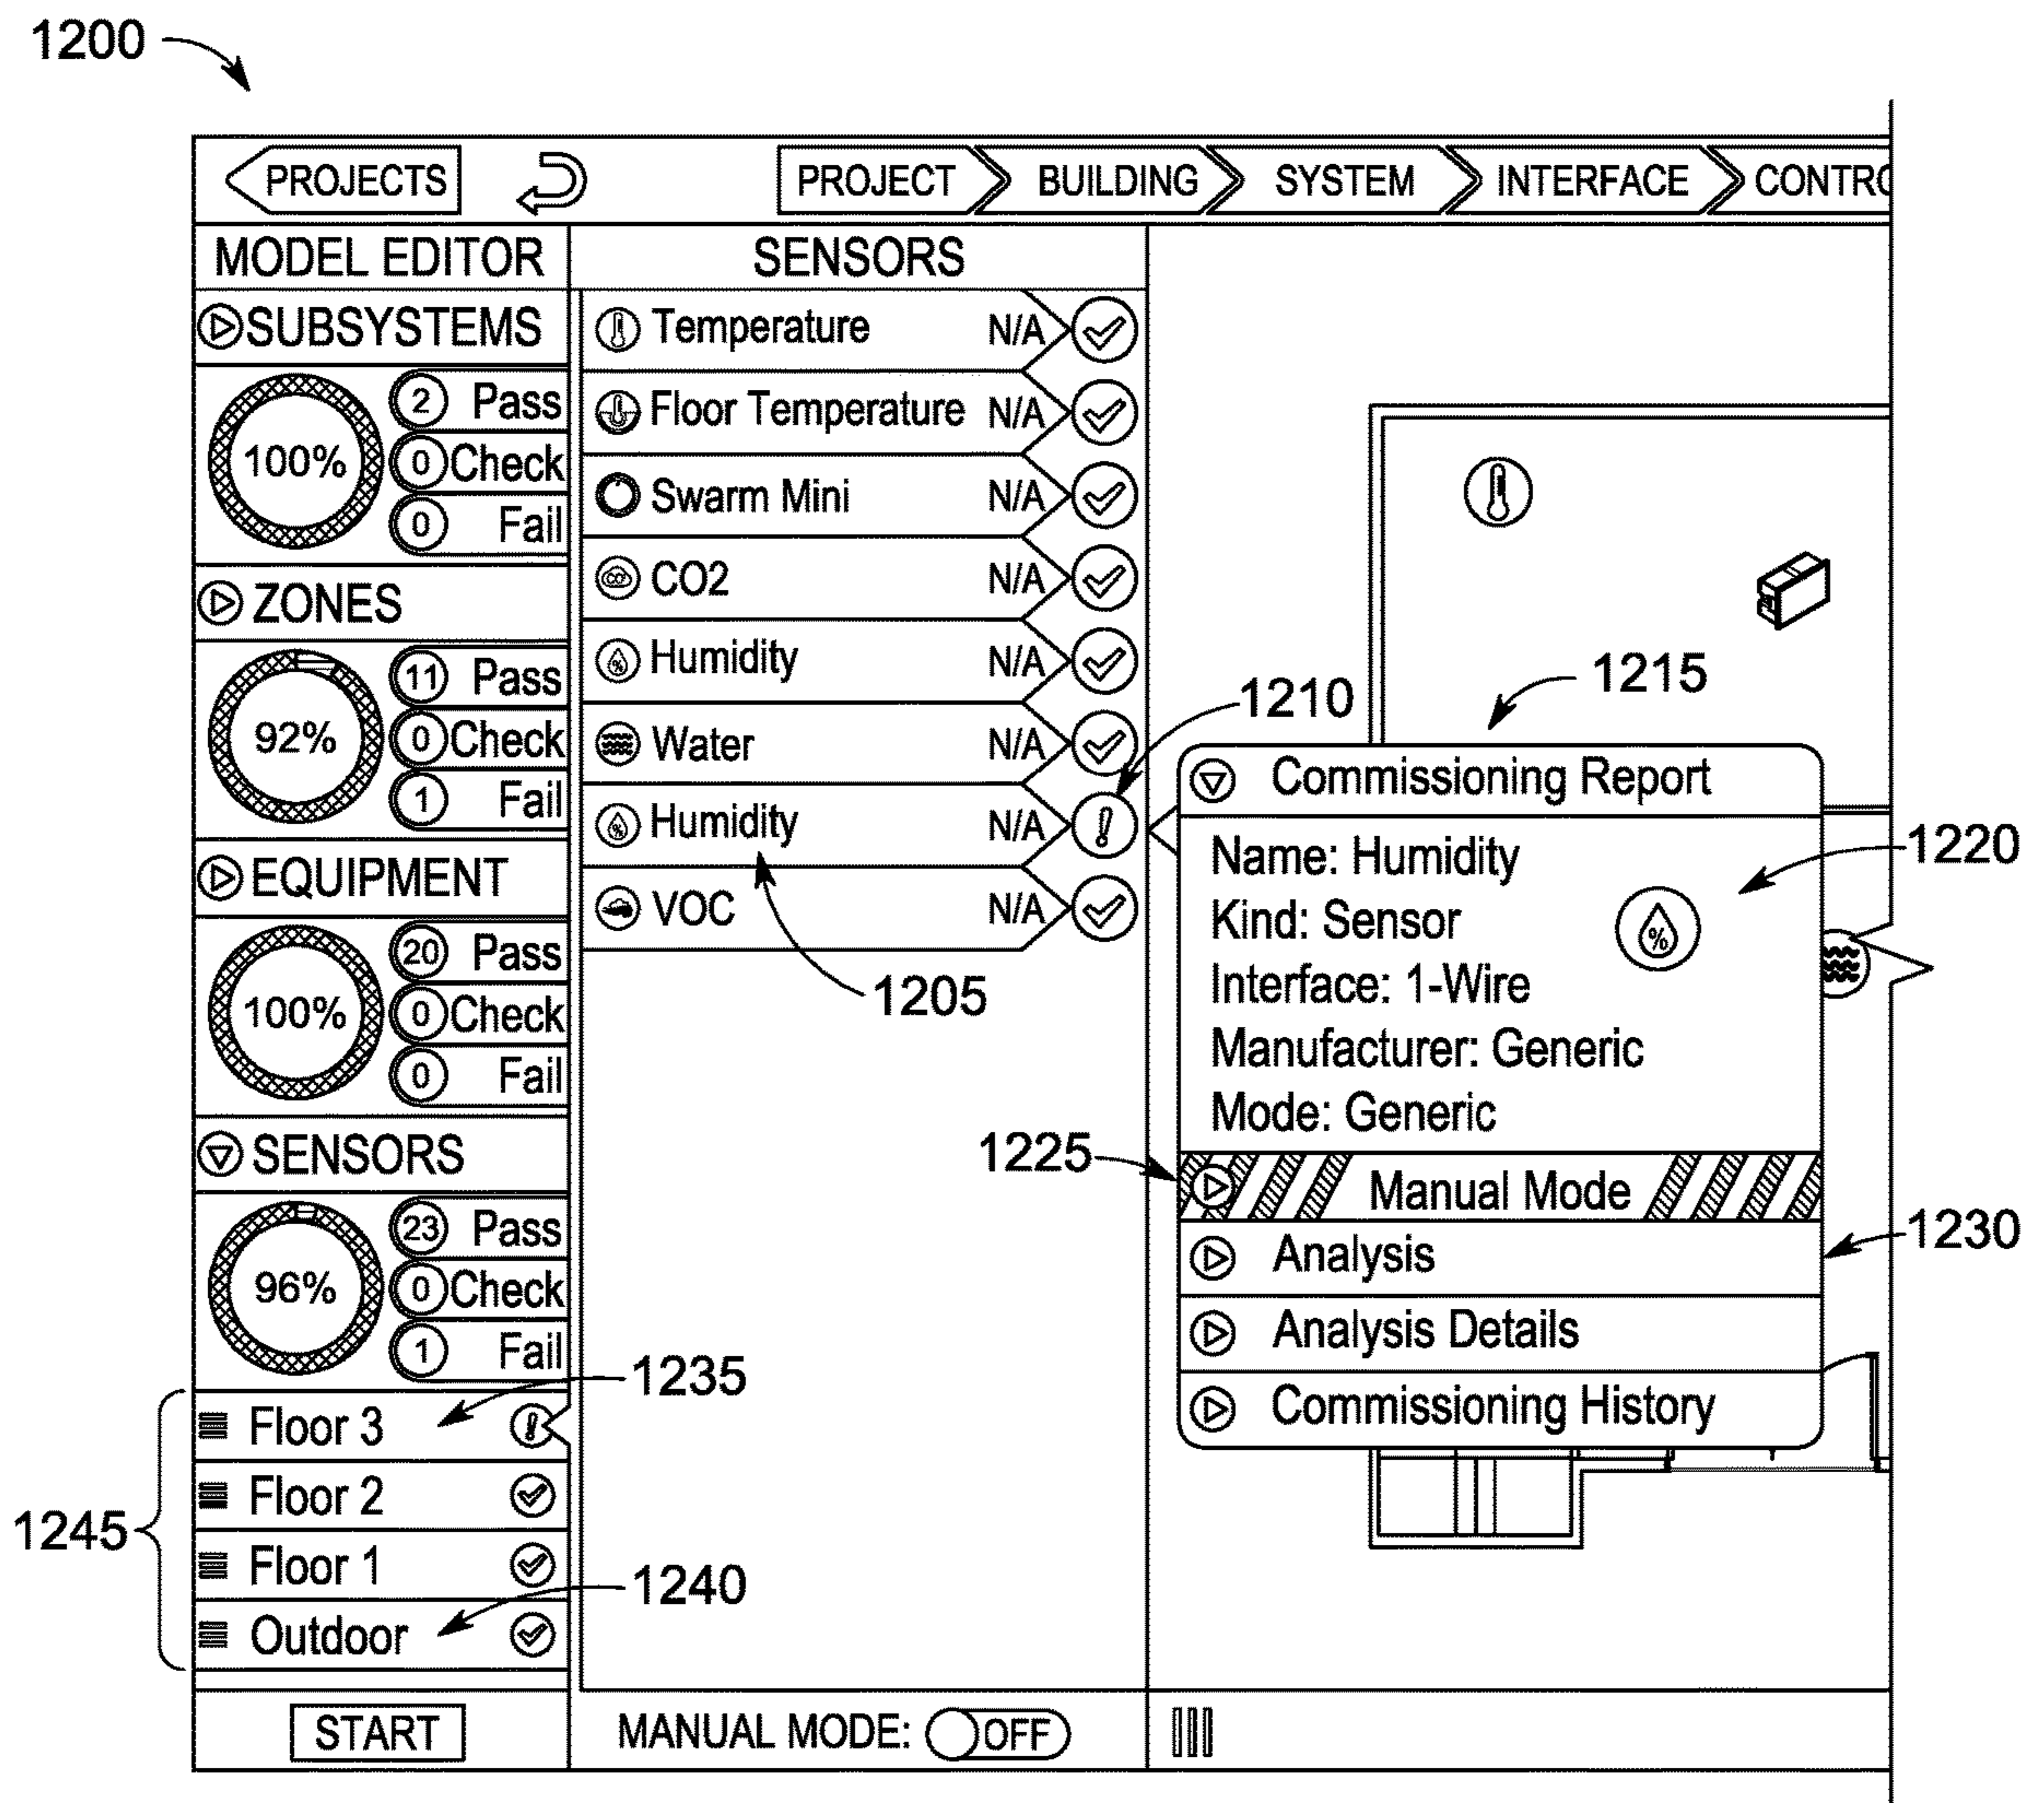 1200
PROJECTS
PROJECT BUILDING SYSTEM INTERFACE CONTRO
MODEL EDITOR
SUBSYSTEMS
100%
2 Pass
0 Check
0 Fail
ZONES
92%
11 Pass
0 Check
1 Fail
EQUIPMENT
100%
20 Pass
0 Check
0 Fail
SENSORS
96%
23 Pass
0 Check
1 Fail
1235
Floor 3
Floor 2
1245
Floor 1
1240
Outdoor
START
SENSORS
Temperature N/A
Floor Temperature N/A
Swarm Mini N/A
CO2 N/A
Humidity N/A
Water N/A
1210
Humidity N/A
VOC N/A
1205
MANUAL MODE: OFF
1215
Commissioning Report
1220
Name: Humidity
Kind: Sensor
%
Interface: 1-Wire
Manufacturer: Generic
Mode: Generic
1225
Manual Mode
1230
Analysis
Analysis Details
Commissioning History